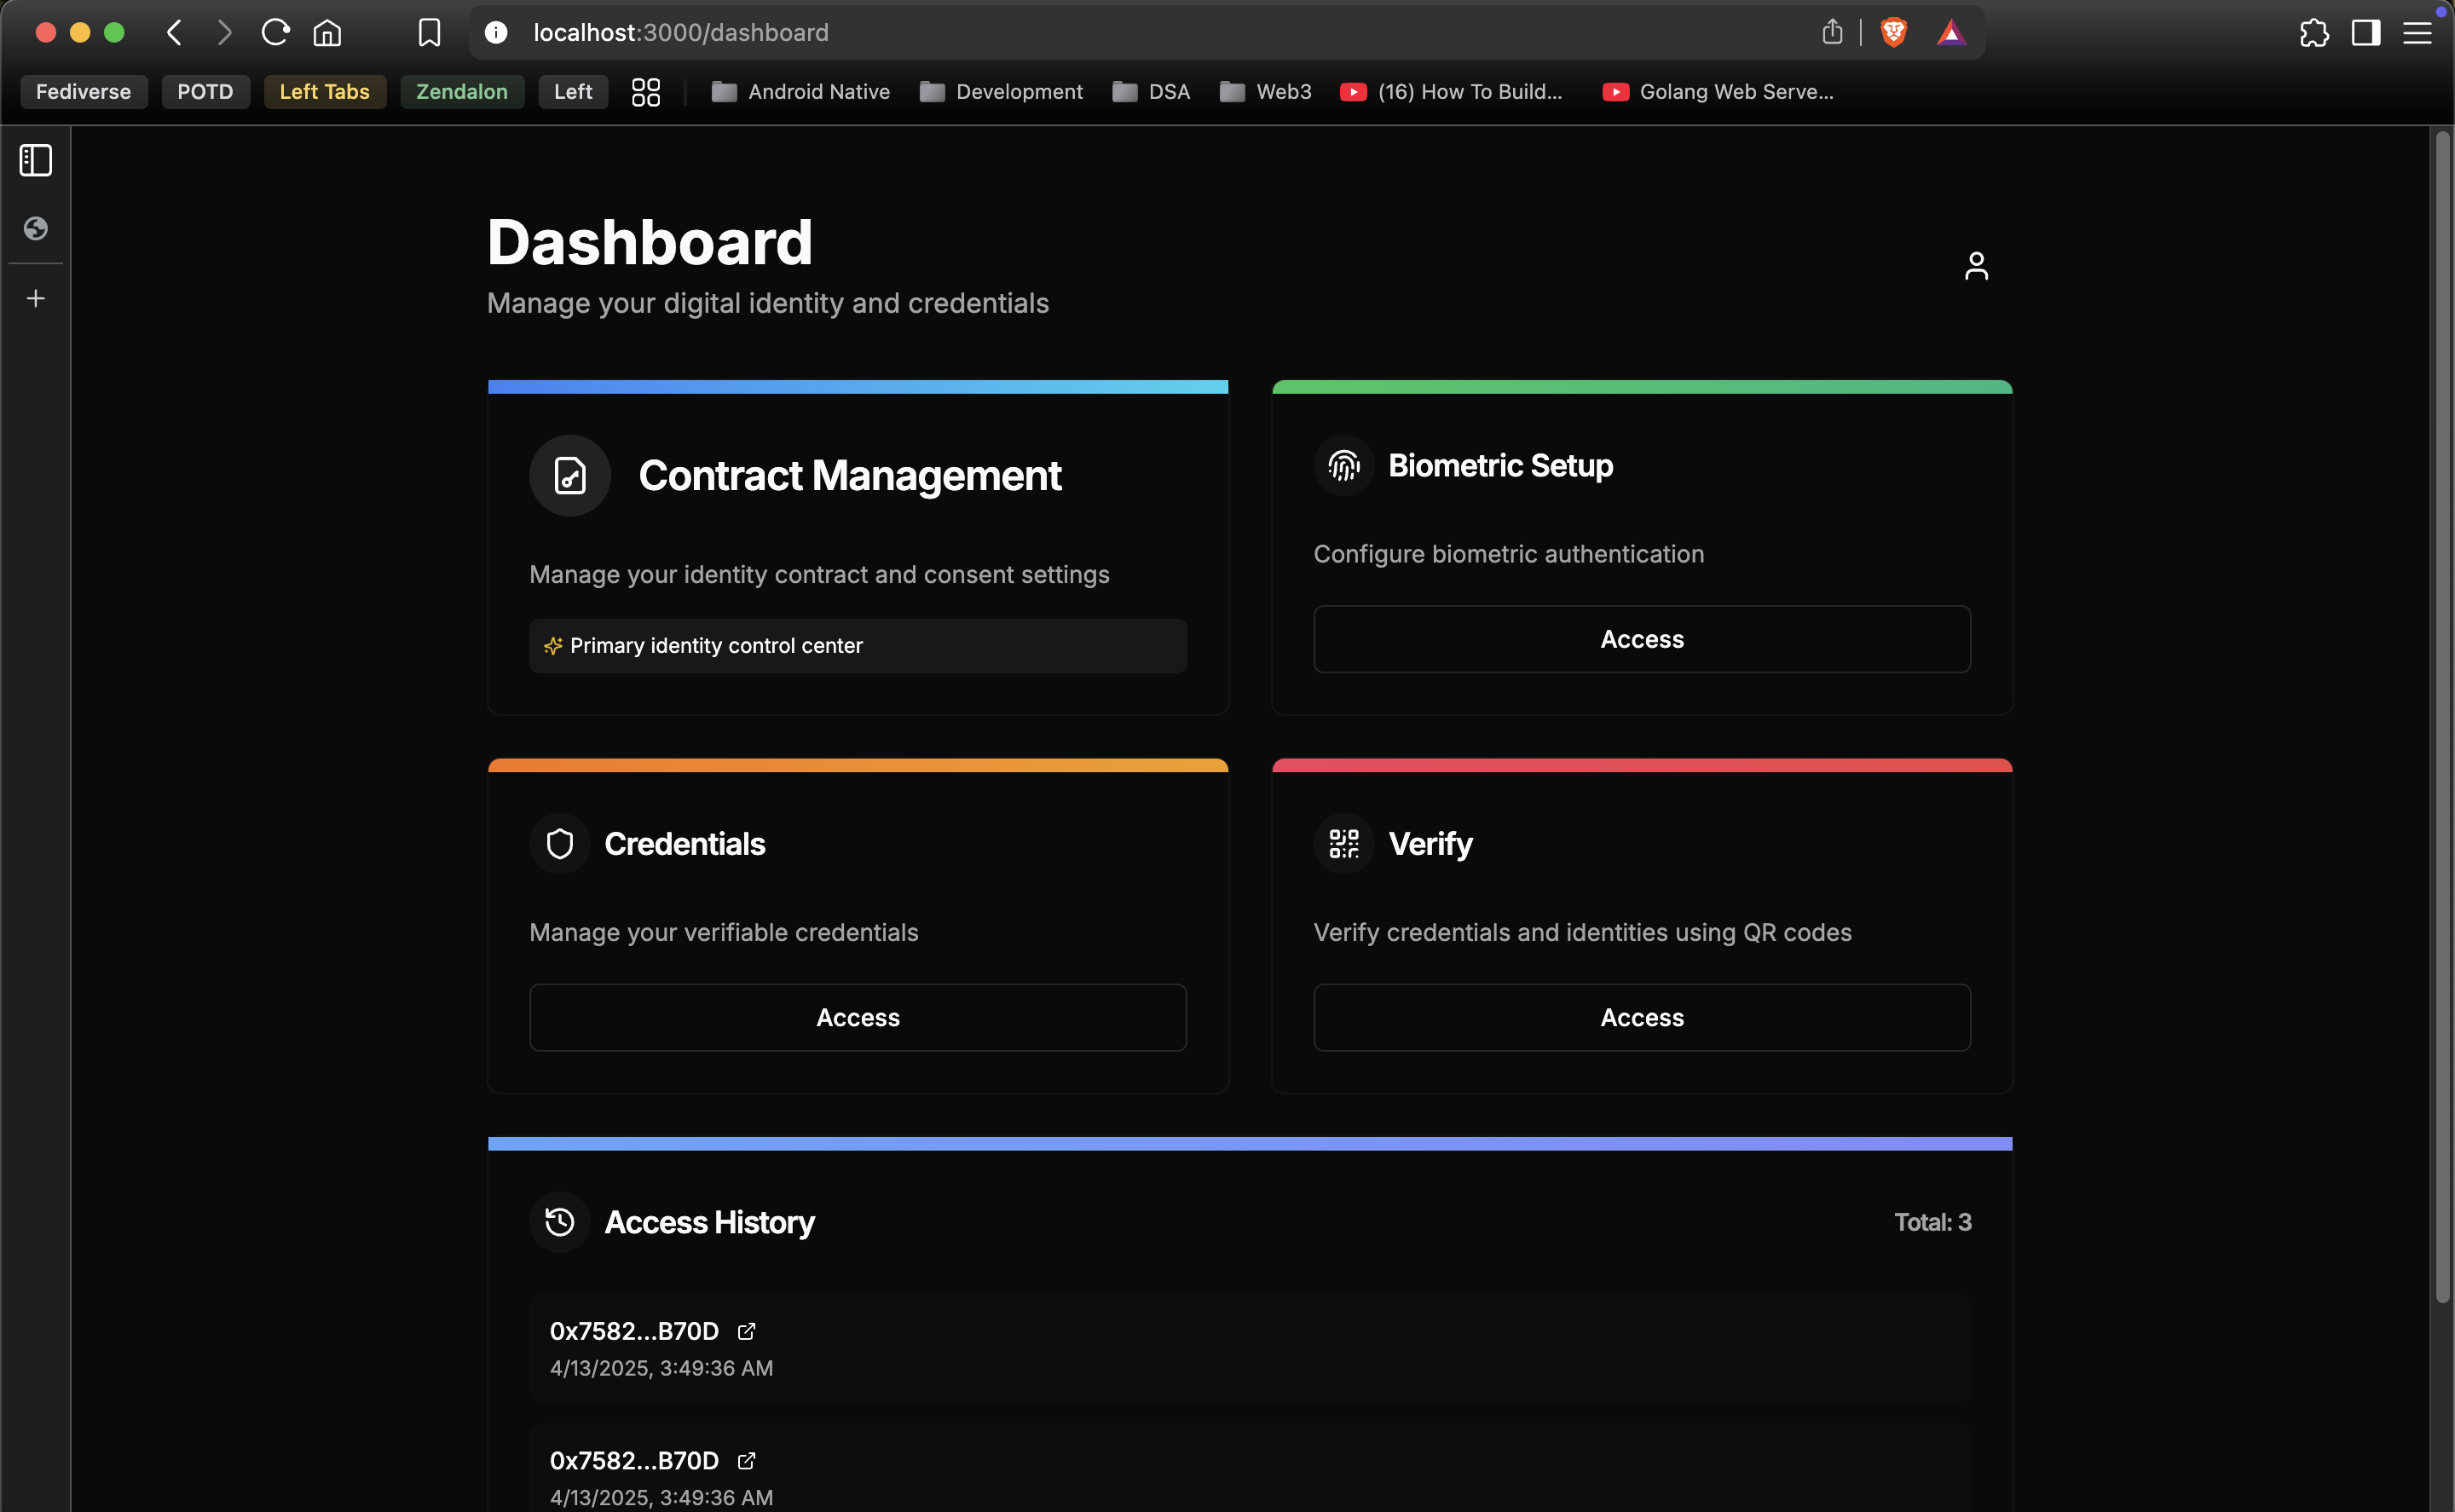 localhost:3000/dashboard
Fediverse POTD Left Tabs Zendalon Left Android Native Development DSA Web3 (16) How To Build... Golang Web Serve...
Dashboard
Manage your digital identity and credentials
Contract Management
Manage your identity contract and consent settings
Primary identity control center
Biometric Setup
Configure biometric authentication
Access
Credentials
Manage your verifiable credentials
Access
Verify
Verify credentials and identities using QR codes
Access
Access History
Total: 3
0x7582...B70D
4/13/2025, 3:49:36 AM
0x7582...B70D
4/13/2025, 3:49:36 AM